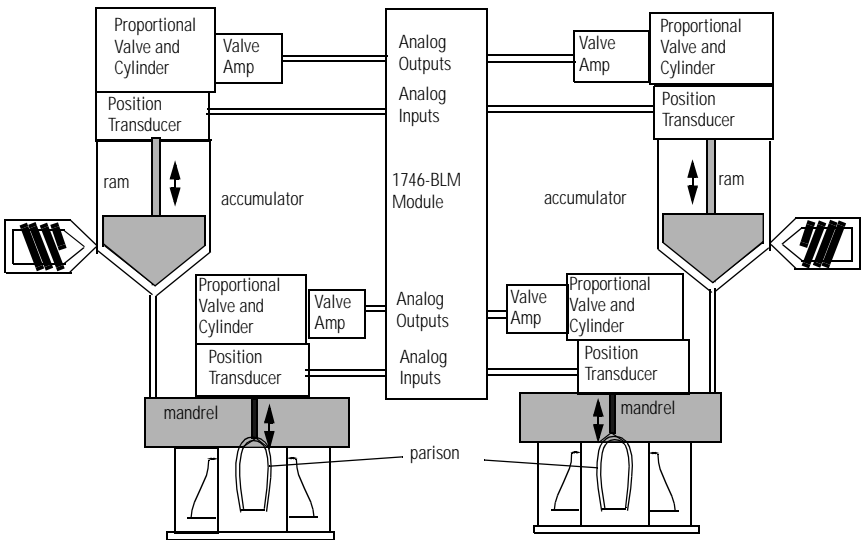 Proportional
Valve and
Cylinder
Valve
Amp
Analog
Outputs
Valve
Amp
Proportional
Valve and
Cylinder
Position
Transducer
Analog
Inputs
Position
Transducer
ram
accumulator
1746-BLM
Module
accumulator
ram
Proportional
Valve and
Cylinder
Valve
Amp
Analog
Outputs
Valve
Amp
Proportional
Valve and
Cylinder
Position
Transducer
Analog
Inputs
Position
Transducer
mandrel
mandrel
parison